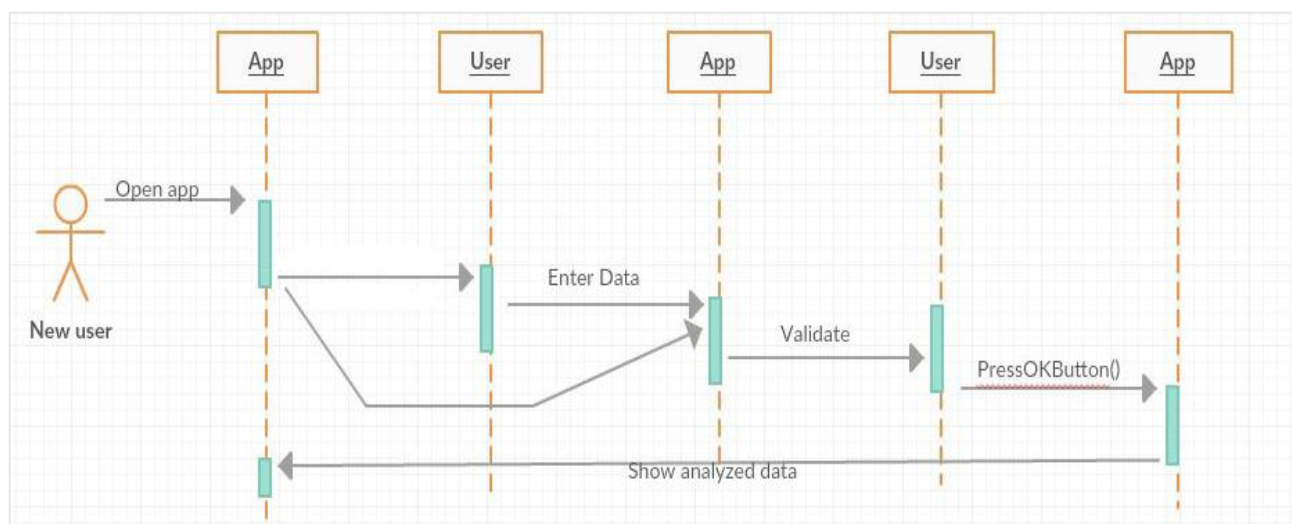 App
User
App
User
App
Open app
Enter Data
New user
Validate
PressOKButton()
Show analyzed data